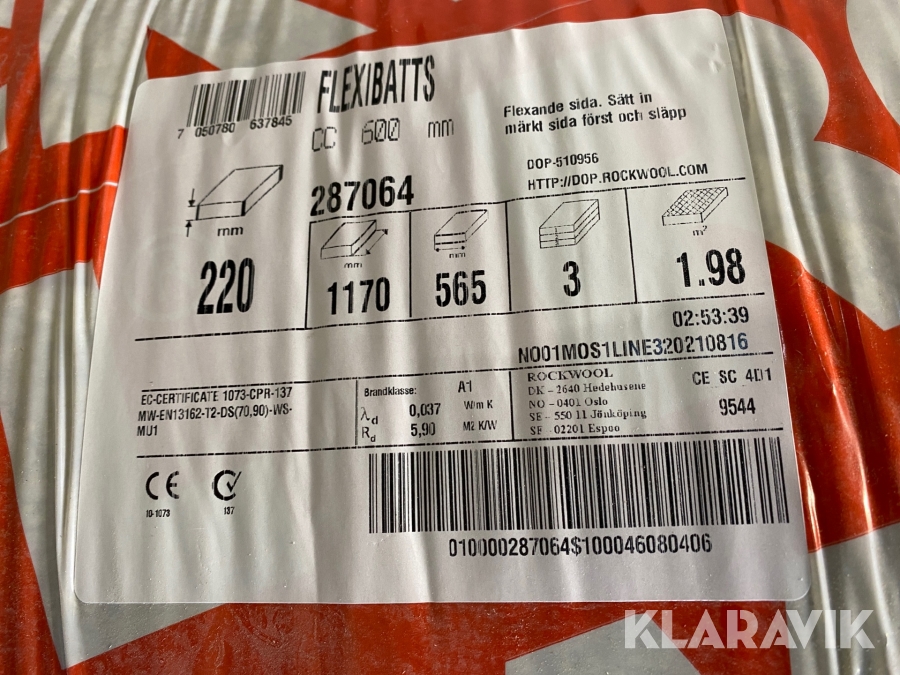 FLEXIBATTS
7 050780 637845
CC 600 mm
Flexande sida. Sätt in
märkt sida först och släpp
DOP-510956
HTTP://DOP.ROCKWOOL.COM
287064
mm
mm
mm
m²
220
1170
565
3
1.98
02:53:39
NO01MOS1LINE320210816
EC-CERTIFICATE 1073-CPR-137
MW-EN13162-T2-DS(70,90)-WS-
MU1
Brandklasse: A1
λd 0,037 W/m K
Rd 5,90 M2 K/W
ROCKWOOL
DK - 2640 Hedehusene
NO - 0401 Oslo
SE - 550 11 Jönköping
SF - 02201 Espoo
CE SC 4D1
9544
CE
10-1073
137
010000287064$100046080406
KLARAVIK